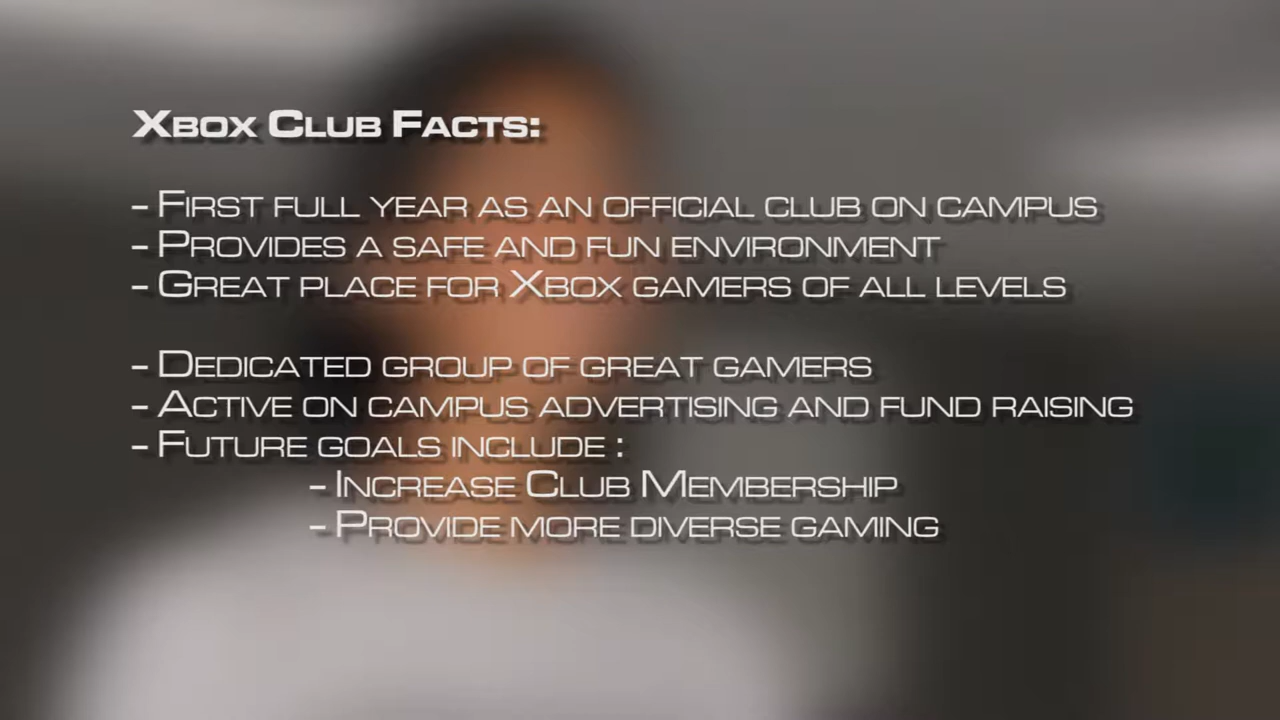 Xbox Club Facts:
- First full year as an official club on campus
- Provides a safe and fun environment
- Great place for Xbox gamers of all levels
- Dedicated group of great gamers
- Active on campus advertising and fund raising
- Future goals include :
- Increase Club Membership
- Provide more diverse gaming